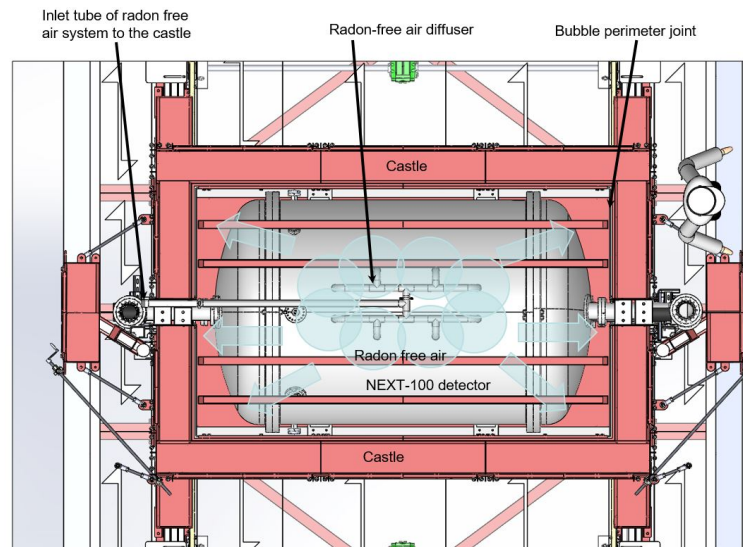 Inlet tube of radon free
air system to the castle
Radon-free air diffuser
Bubble perimeter joint
Castle
Radon free air
NEXT-100 detector
Castle